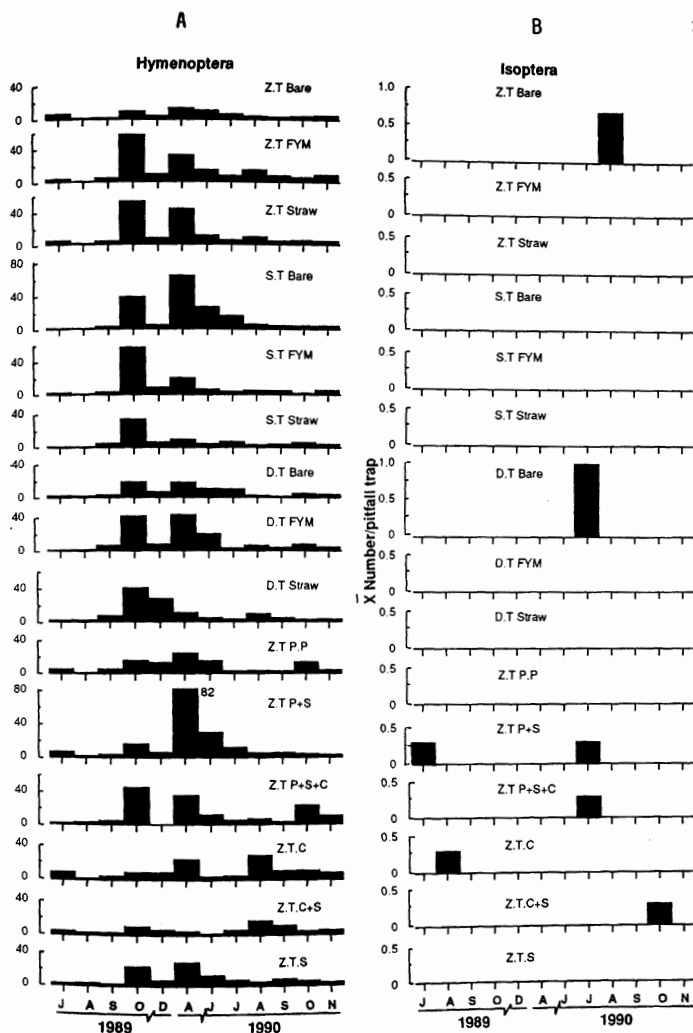 A
Hymenoptera
40
0
Z.T Bare
40
0
Z.T FYM
40
0
Z.T Straw
80
40
0
S.T Bare
40
0
S.T FYM
40
0
S.T Straw
40
0
D.T Bare
40
0
D.T FYM
40
0
D.T Straw
40
0
Z.T P.P
80
40
0
82
Z.T P+S
40
0
Z.T P+S+C
40
0
Z.T.C
40
0
Z.T.C+S
40
0
Z.T.S
J A S O D A J J A S O N
1989 1990
B
Isoptera
X̄ Number/pitfall trap
1.0
0.5
0
Z.T Bare
0.5
0
Z.T FYM
0.5
0
Z.T Straw
0.5
0
S.T Bare
0.5
0
S.T FYM
0.5
0
S.T Straw
1.0
0.5
0
D.T Bare
0.5
0
D.T FYM
0.5
0
D.T Straw
0.5
0
Z.T P.P
0.5
0
Z.T P+S
0.5
0
Z.T P+S+C
0.5
0
Z.T.C
0.5
0
Z.T.C+S
0.5
0
Z.T.S
J A S O D A J J A S O N
1989 1990